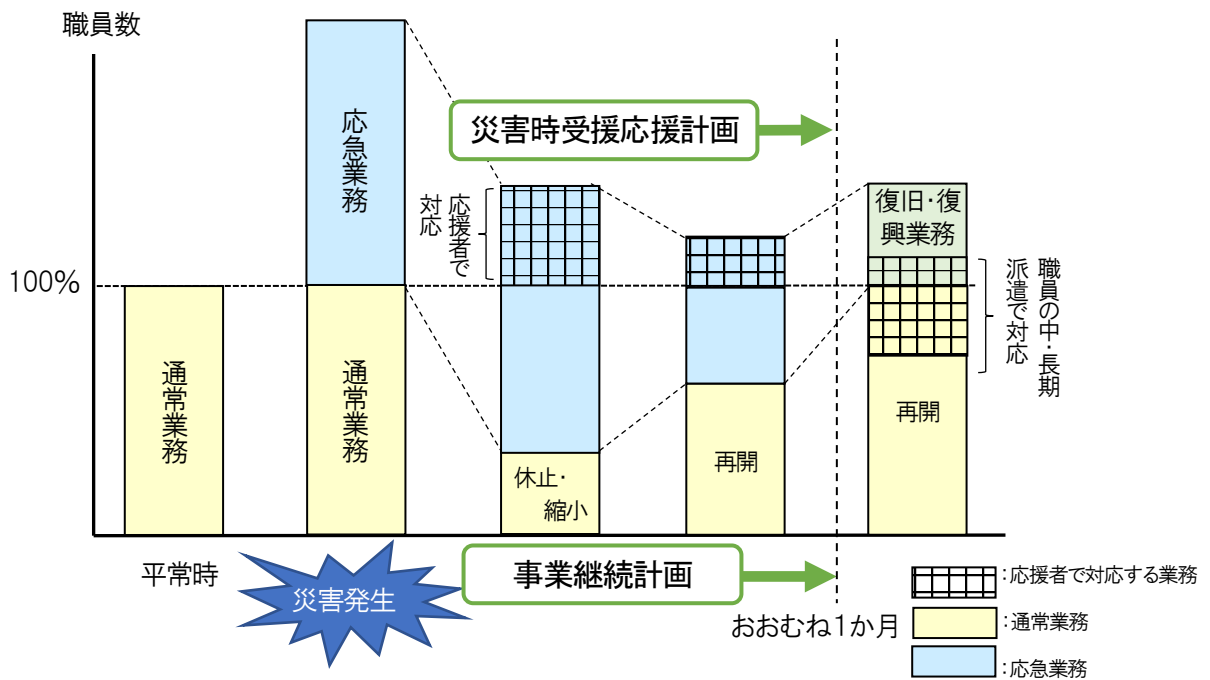 職員数
応急業務
通常業務
100%
通常業務
平常時
災害発生
災害時受援応援計画
応援者で
対応
休止・
縮小
再開
復旧・復
興業務
再開
職員の中・長期
派遣で対応
事業継続計画
おおむね1か月
:応援者で対応する業務
:通常業務
:応急業務